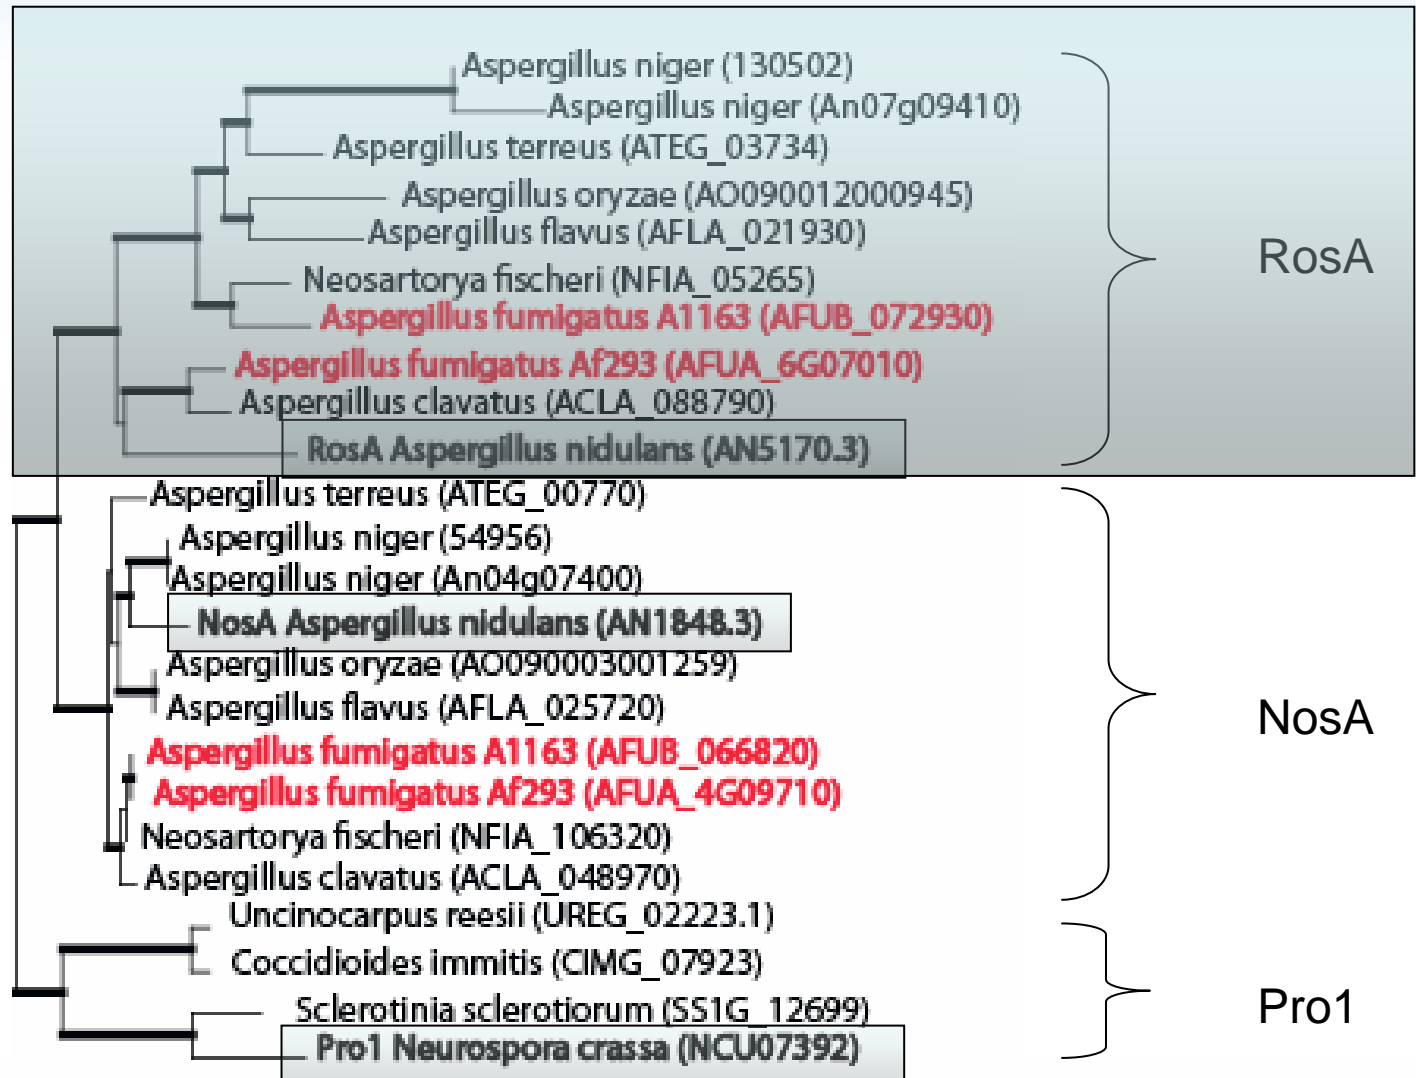 Aspergillus niger (130502)
Aspergillus niger (An07g09410)
Aspergillus terreus (ATEG_03734)
Aspergillus oryzae (AO090012000945)
Aspergillus flavus (AFLA_021930)
RosA
Neosartorya fischeri (NFIA_05265)
Aspergillus fumigatus A1163 (AFUB_072930)
Aspergillus fumigatus Af293 (AFUA_6G07010)
Aspergillus clavatus (ACLA_088790)
RosA Aspergillus nidulans (AN5170.3)
Aspergillus terreus (ATEG_00770)
Aspergillus niger (54956)
Aspergillus niger (An04g07400)
NosA Aspergillus nidulans (AN1848.3)
Aspergillus oryzae (AO090003001259)
Aspergillus flavus (AFLA_025720)
NosA
Aspergillus fumigatus A1163 (AFUB_066820)
Aspergillus fumigatus Af293 (AFUA_4G09710)
Neosartorya fischeri (NFIA_106320)
Aspergillus clavatus (ACLA_048970)
Uncinocarpus reesii (UREG_02223.1)
Coccidioides immitis (CIMG_07923)
Sclerotinia sclerotiorum (SS1G_12699)
Pro1
Pro1 Neurospora crassa (NCU07392)